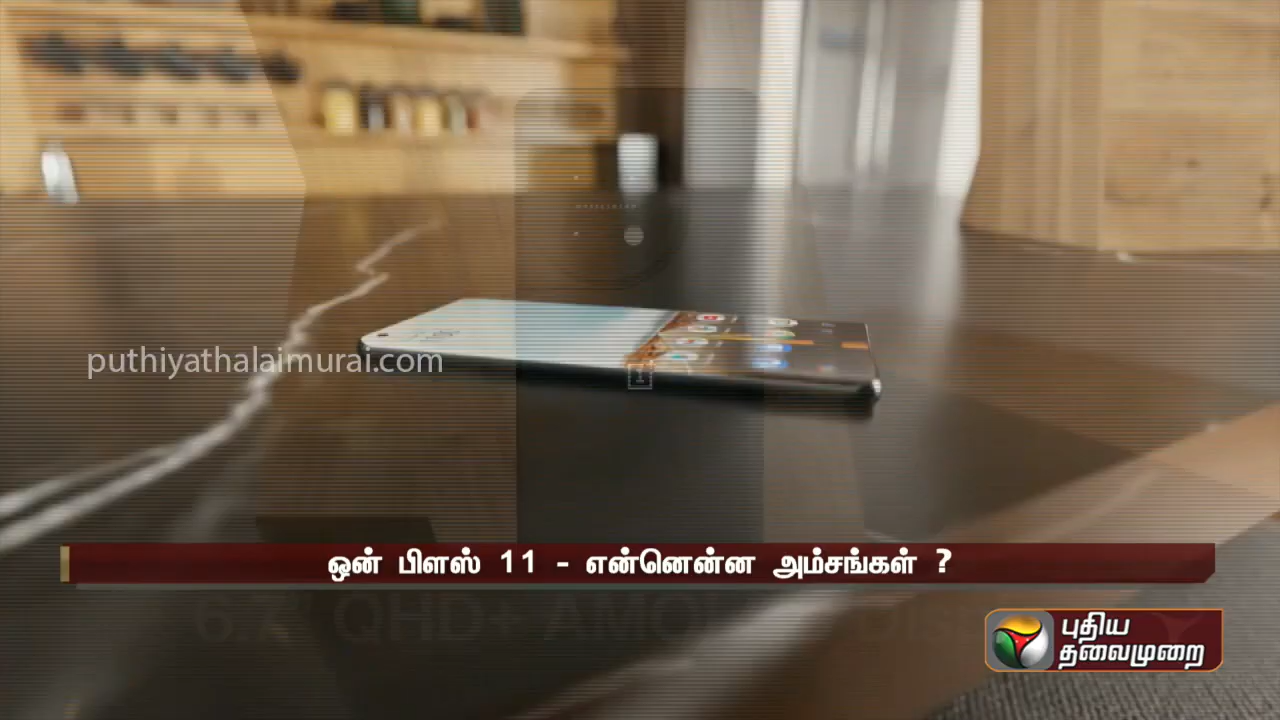 puthiyathalaimurai.com
ஒன் பிளஸ் 11 - என்னென்ன அம்சங்கள் ?
புதிய
தலைமுறை